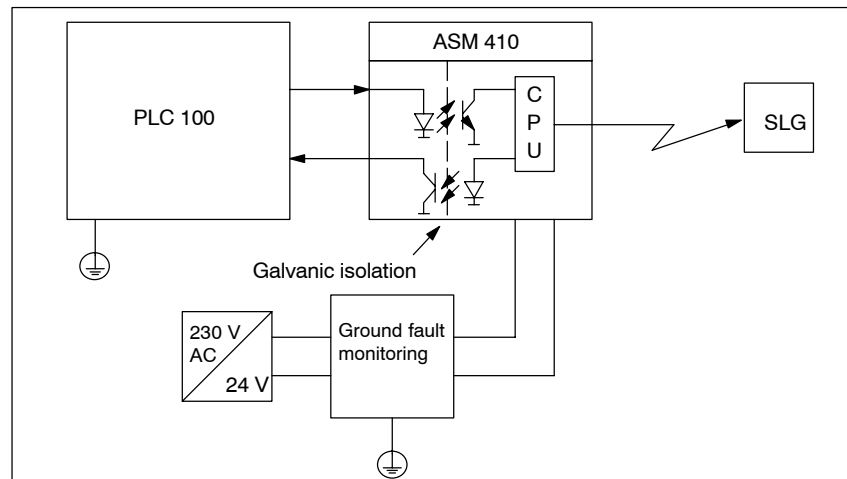 ASM 410
PLC 100
C
P
U
SLG
Galvanic isolation
230 V
AC
24 V
Ground fault
monitoring